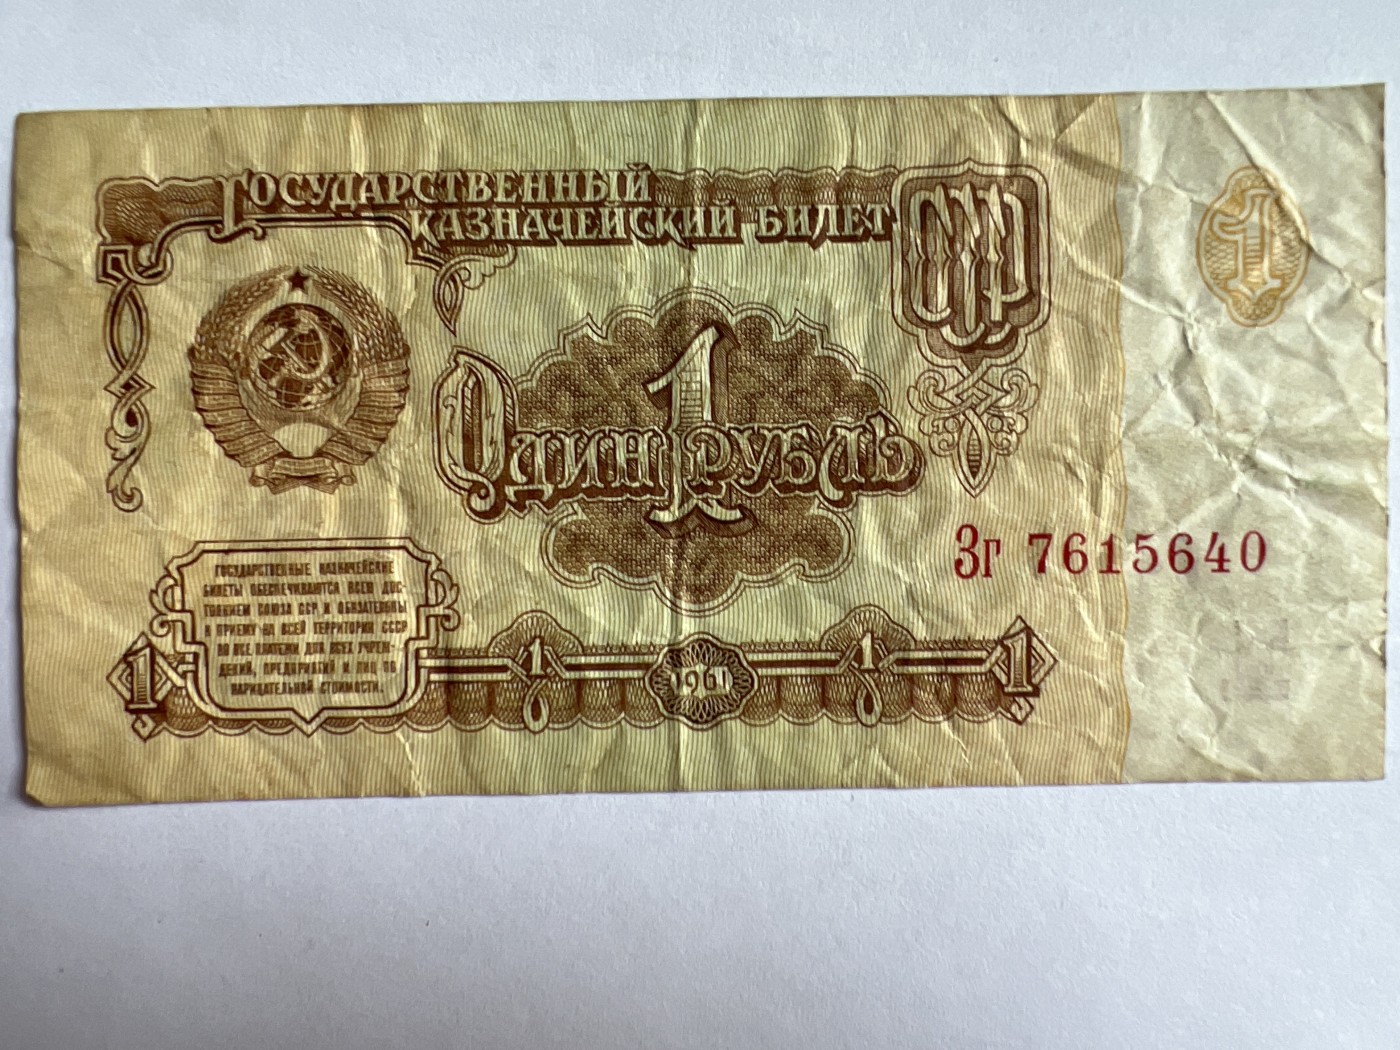 ГОСУДАРСТВЕННЫЙ
КАЗНАЧЕЙСКИЙ БИЛЕТ
СССР
1
1
ОДИН РУБЛЬ
Зг 7615640
ГОСУДАРСТВЕННЫЕ КАЗНАЧЕЙСКИЕ
БИЛЕТЫ ОБЕСПЕЧИВАЮТСЯ ВСЕМ ДОС-
ТОЯНИЕМ СОЮЗА ССР И ОБЯЗАТЕЛЬНЫ
К ПРИЕМУ НА ВСЕЙ ТЕРРИТОРИИ СССР
ВО ВСЕ ПЛАТЕЖИ ДЛЯ ВСЕХ УЧРЕЖ-
ДЕНИЙ, ПРЕДПРИЯТИЙ И ЛИЦ ПО
НАРИЦАТЕЛЬНОЙ СТОИМОСТИ.
1 1 1961 1 1